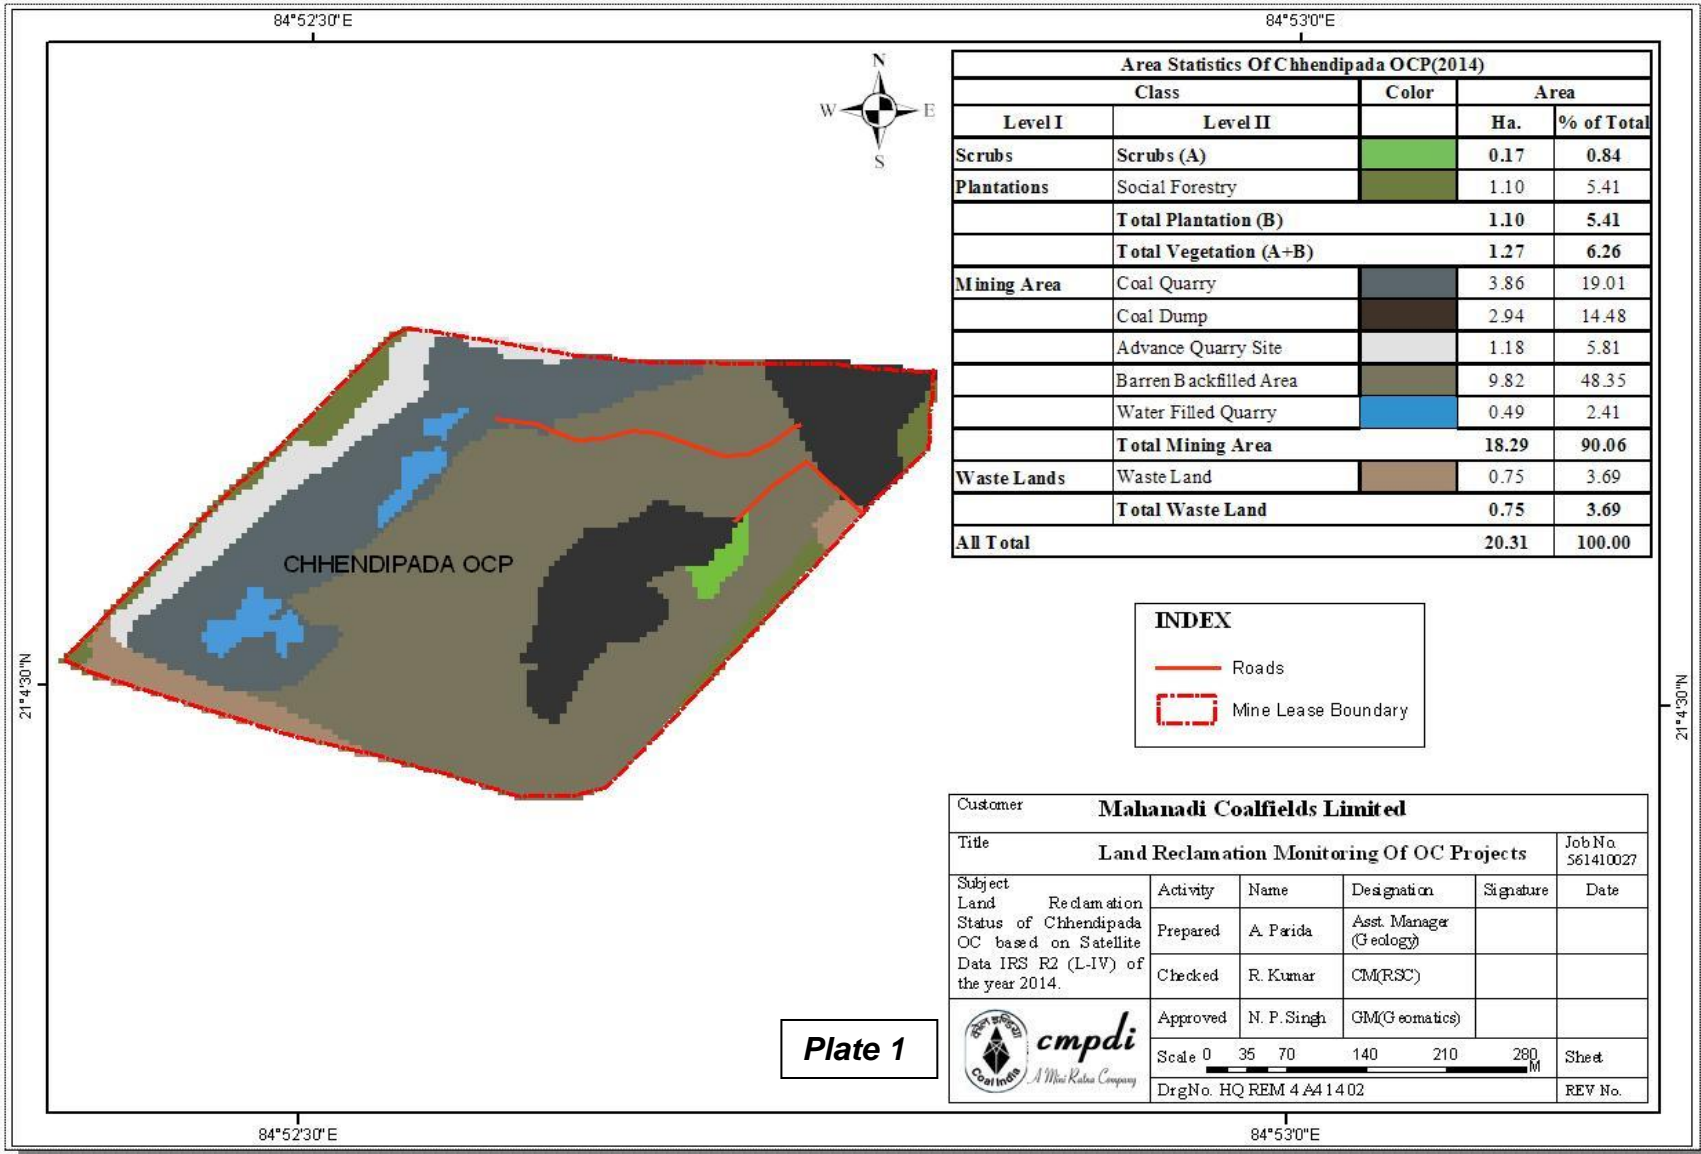 84°52'30"E 84°53'0"E
N
W E
S
Area Statistics Of Chhendipada OCP(2014)
Class Color Area
Level I Level II Ha. % of Total
Scrubs Scrubs (A) 0.17 0.84
Plantations Social Forestry 1.10 5.41
Total Plantation (B) 1.10 5.41
Total Vegetation (A+B) 1.27 6.26
Mining Area Coal Quarry 3.86 19.01
Coal Dump 2.94 14.48
Advance Quarry Site 1.18 5.81
Barren Backfilled Area 9.82 48.35
Water Filled Quarry 0.49 2.41
Total Mining Area 18.29 90.06
Waste Lands Waste Land 0.75 3.69
Total Waste Land 0.75 3.69
All Total 20.31 100.00
CHHENDIPADA OCP
INDEX
Roads
Mine Lease Boundary
21°4'30"N
21°4'30"N
Customer Mahanadi Coalfields Limited
Title Land Reclamation Monitoring Of OC Projects
Job No.
561410027
Subject
Land Reclamation
Status of Chhendipada
OC based on Satellite
Data IRS R2 (L-IV) of
the year 2014.
Activity Name Designation Signature Date
Prepared A. Parida Asst. Manager
(Geology)
Checked R. Kumar CM(RSC)
Approved N. P. Singh GM(Geomatics)
Scale 0 35 70 140 210 280
M
Sheet
DrgNo. HQ REM 4 A41402 REV No.
कोल इण्डिया
Coal India
cmpdi
A Mini Ratna Company
Plate 1
84°52'30"E 84°53'0"E